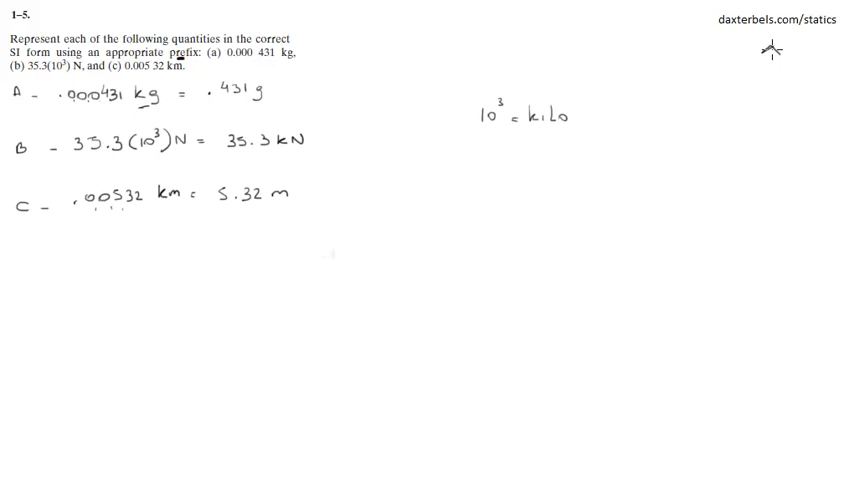 1–5.
daxterbels.com/statics
Represent each of the following quantities in the correct
SI form using an appropriate prefix: (a) 0.000 431 kg,
(b) 35.3(10³) N, and (c) 0.005 32 km.
A - .000431 kg = .431 g
10³ = kilo
B - 35.3(10³)N = 35.3 kN
C - .00532 km = 5.32 m